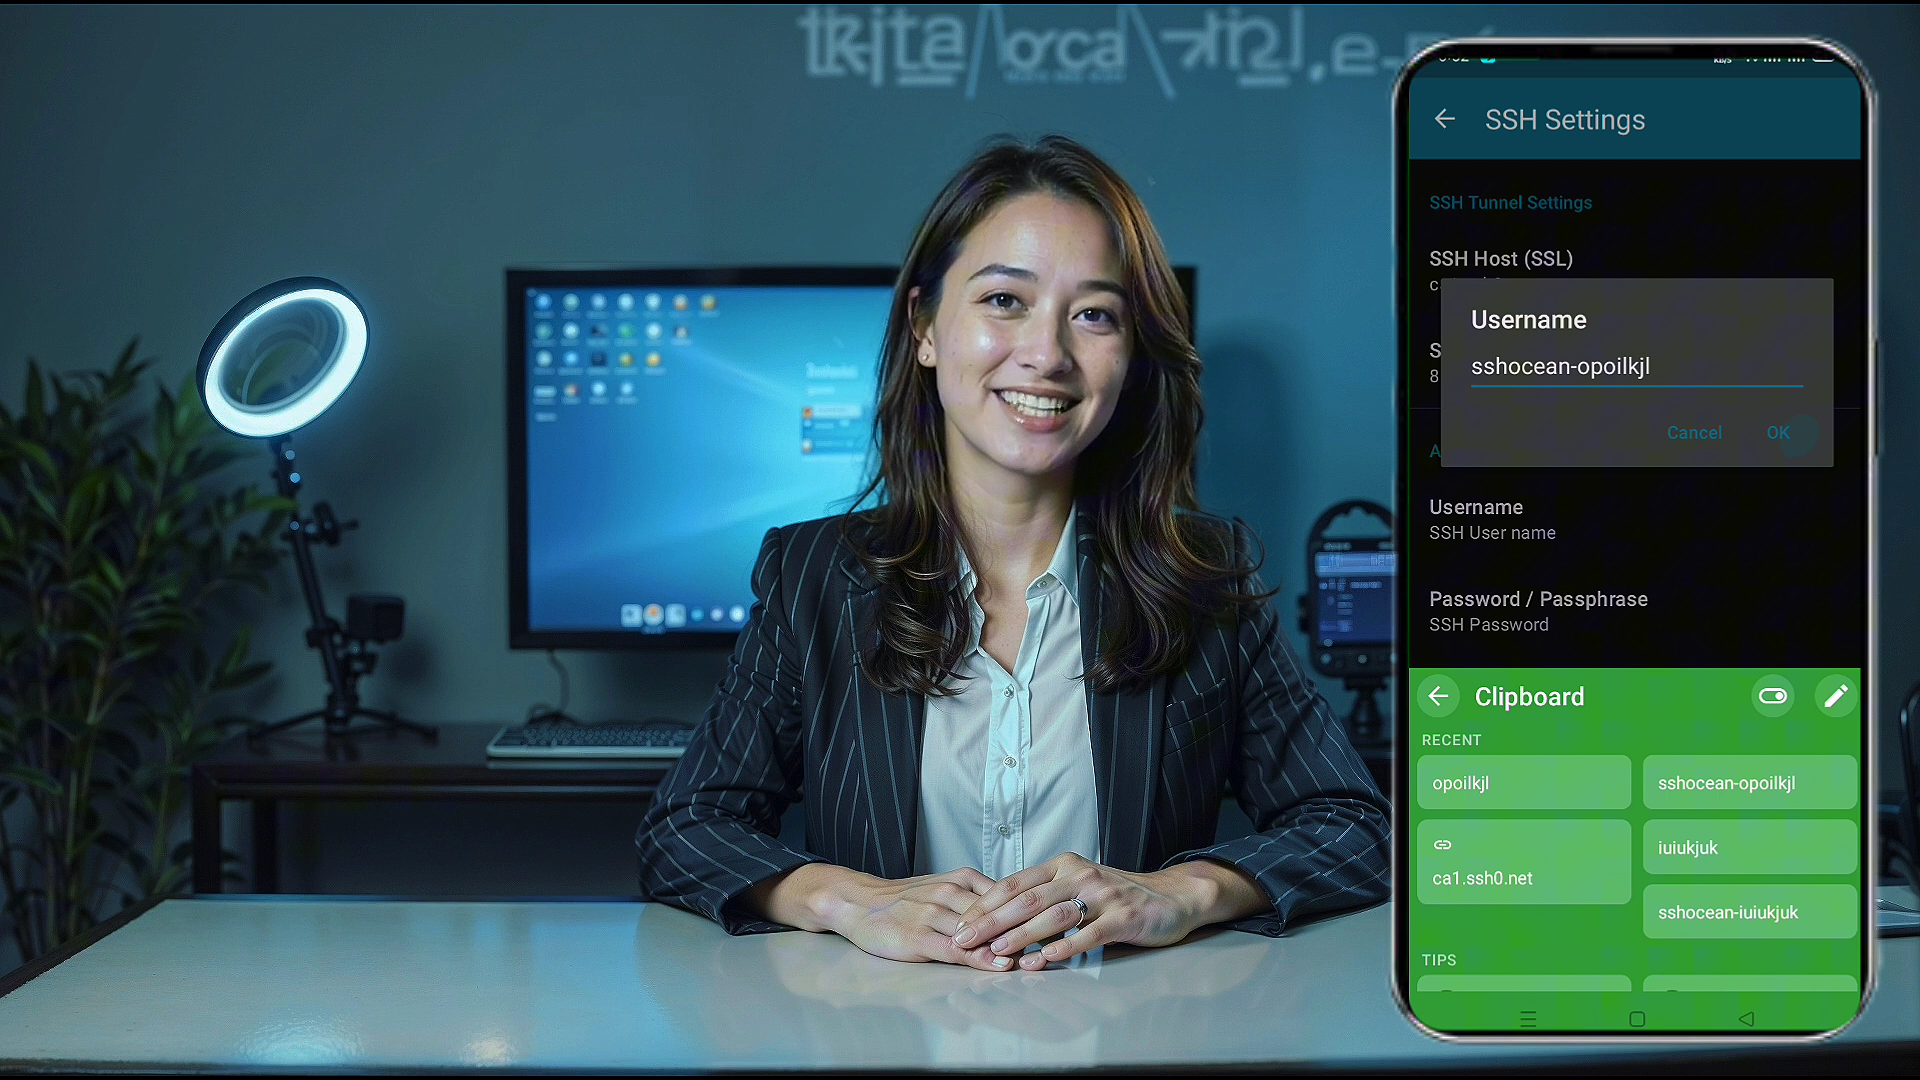 SSH Settings
SSH Tunnel Settings
SSH Host (SSL)
Username
sshocean-opoilkjl
Cancel
OK
Username
SSH User name
Password / Passphrase
SSH Password
Clipboard
RECENT
opoilkjl
sshocean-opoilkjl
ca1.ssh0.net
iuiukjuk
sshocean-iuiukjuk
TIPS